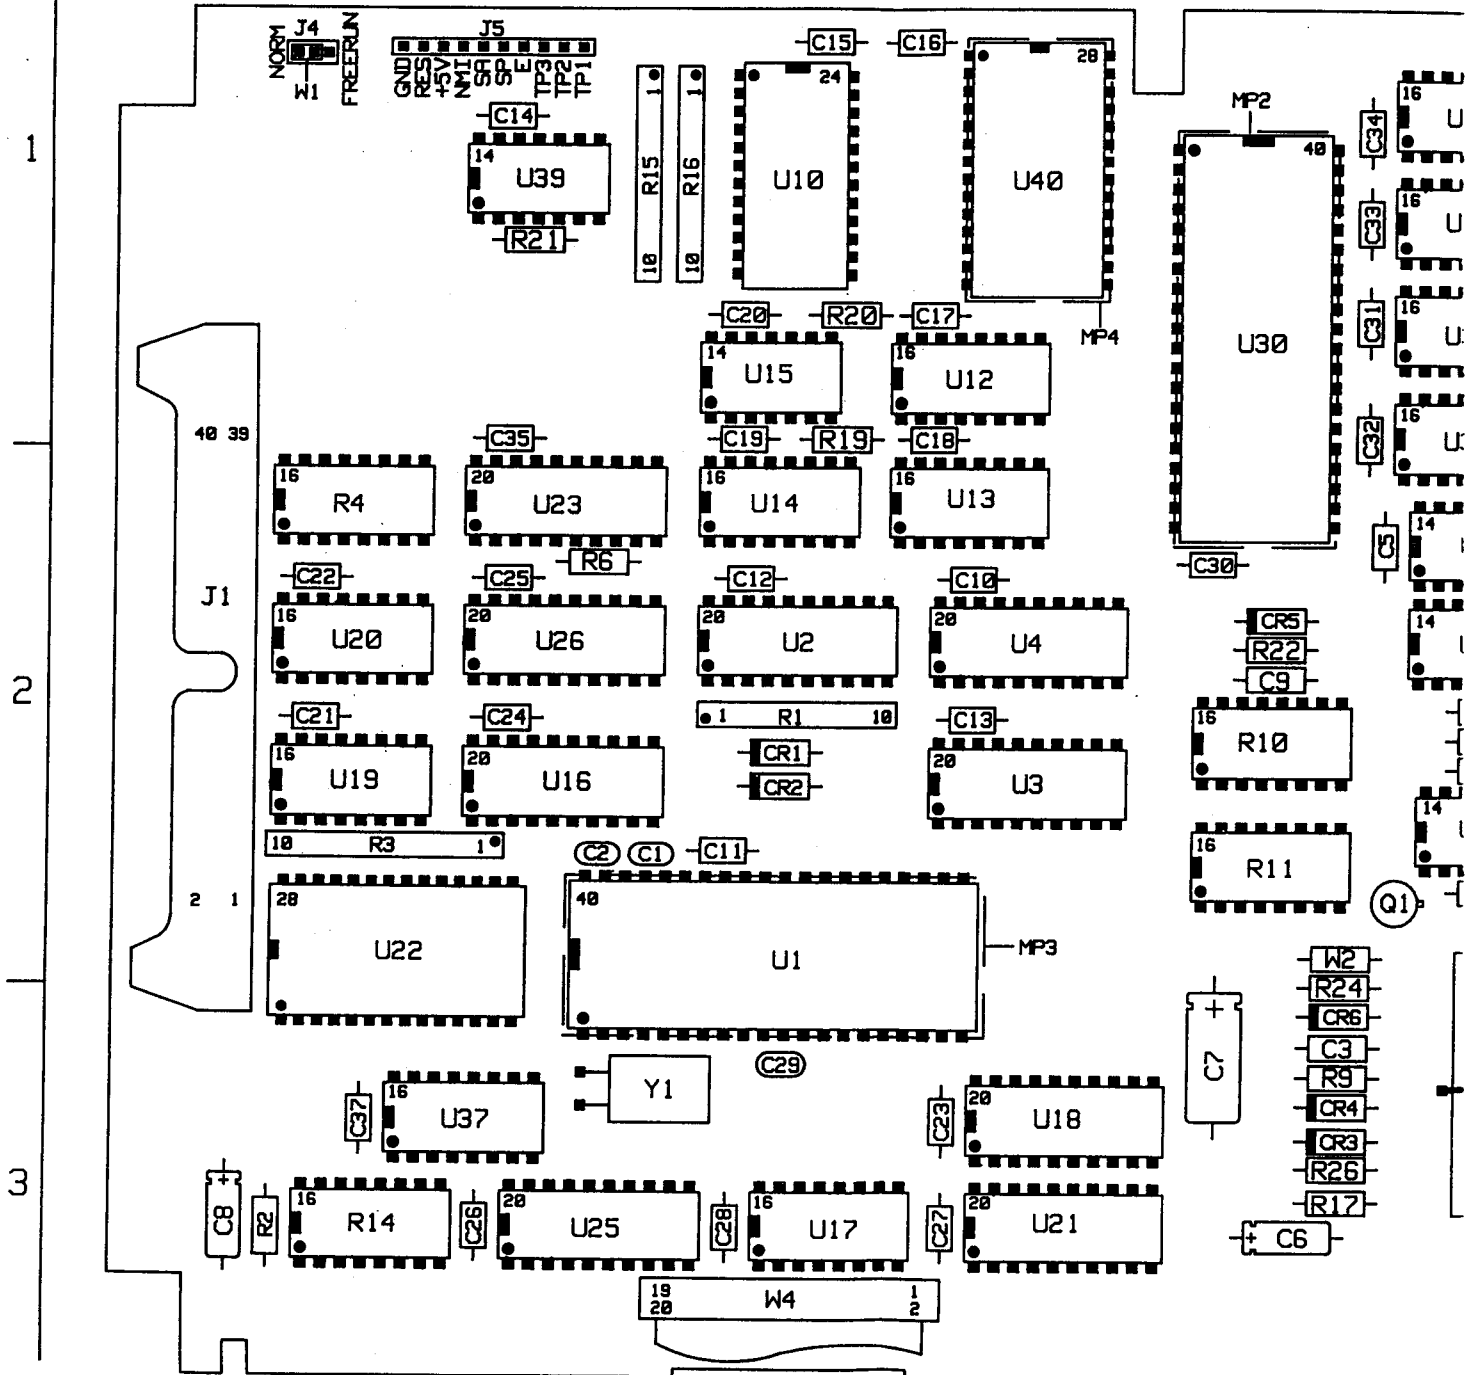 J4
J5
NORM
FREERUN
W1
GND
RES
+5V
NMI
SA
SP
E
TP3
TP2
TP1
C15
C16
24
28
MP2
16
U
C34
1
C14
14
U39
R21
1
R15
10
1
R16
10
U10
U40
40
16
U
C33
C20
R20
C17
MP4
U30
16
C31
14
U15
16
U12
40 39
C35
C19
R19
C18
16
C32
16
R4
20
U23
16
U14
16
U13
R6
14
C5
C30
C22
C25
C12
C10
J1
16
U20
20
U26
20
U2
20
U4
CR5
R22
C9
14
2
C21
C24
1 R1 10
C13
16
R10
16
U19
20
U16
CR1
CR2
20
U3
14
10 R3 1
C2
C1
C11
16
R11
2 1
28
U22
40
U1
MP3
Q1
W2
R24
CR6
C3
R9
CR4
CR3
R26
R17
C7
+
C29
Y1
C37
16
U37
C23
20
U18
3
+
C8
R2
16
R14
C26
20
U25
C28
16
U17
C27
20
U21
+ C6
19
20
W4
1
2